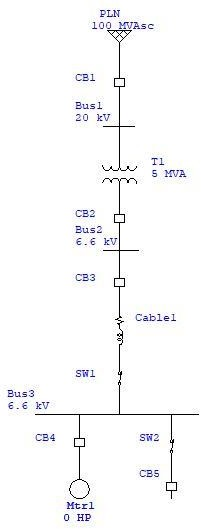 PLN
100 MVAsc
CB1
Bus1
20 kV
T1
5 MVA
CB2
Bus2
6.6 kV
CB3
Cable1
SW1
Bus3
6.6 kV
CB4
SW2
CB5
Mtr1
0 HP